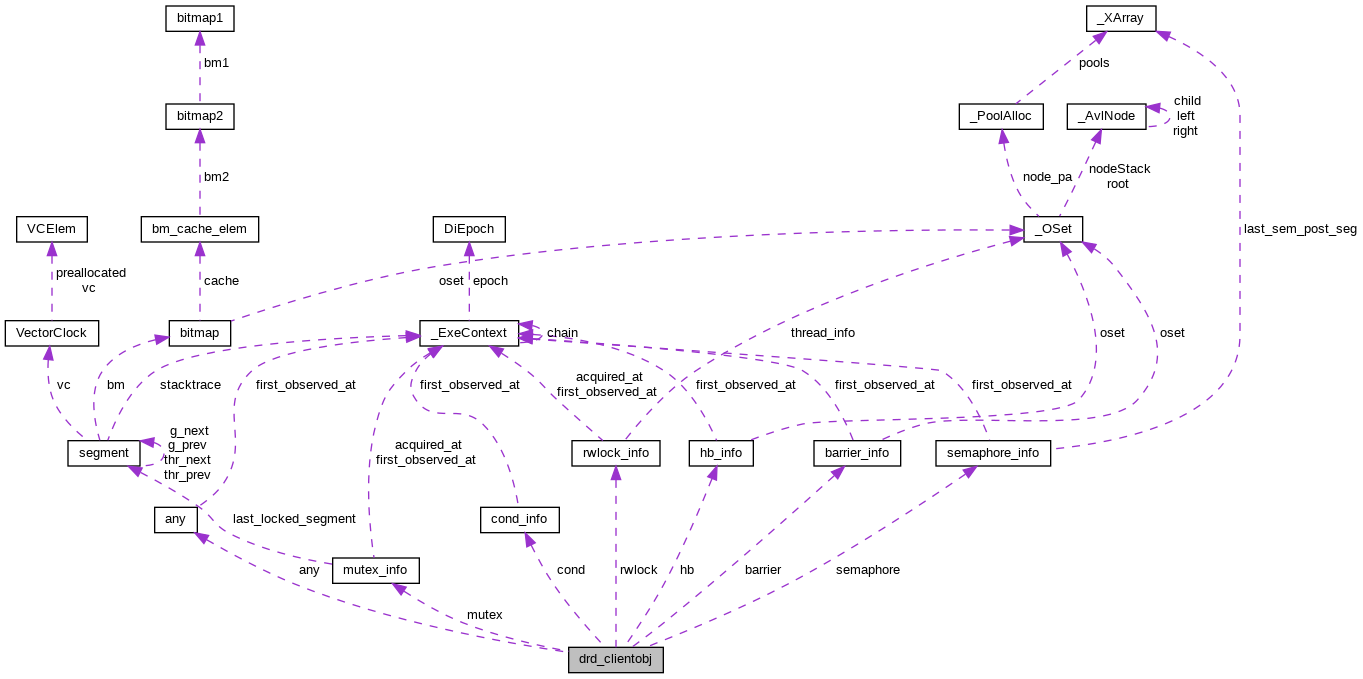 bitmap1
_XArray
bm1
pools
bitmap2
_PoolAlloc
_AvlNode
child
left
right
bm2
node_pa
nodeStack
root
VCElem
bm_cache_elem
DiEpoch
_OSet
last_sem_post_seg
preallocated
vc
cache
oset
epoch
VectorClock
bitmap
_ExeContext
chain
thread_info
oset
oset
vc
bm
stacktrace
first_observed_at
first_observed_at
acquired_at
first_observed_at
first_observed_at
first_observed_at
first_observed_at
segment
g_next
g_prev
thr_next
thr_prev
acquired_at
first_observed_at
rwlock_info
hb_info
barrier_info
semaphore_info
any
last_locked_segment
cond_info
any
mutex_info
cond
rwlock
hb
barrier
semaphore
mutex
drd_clientobj